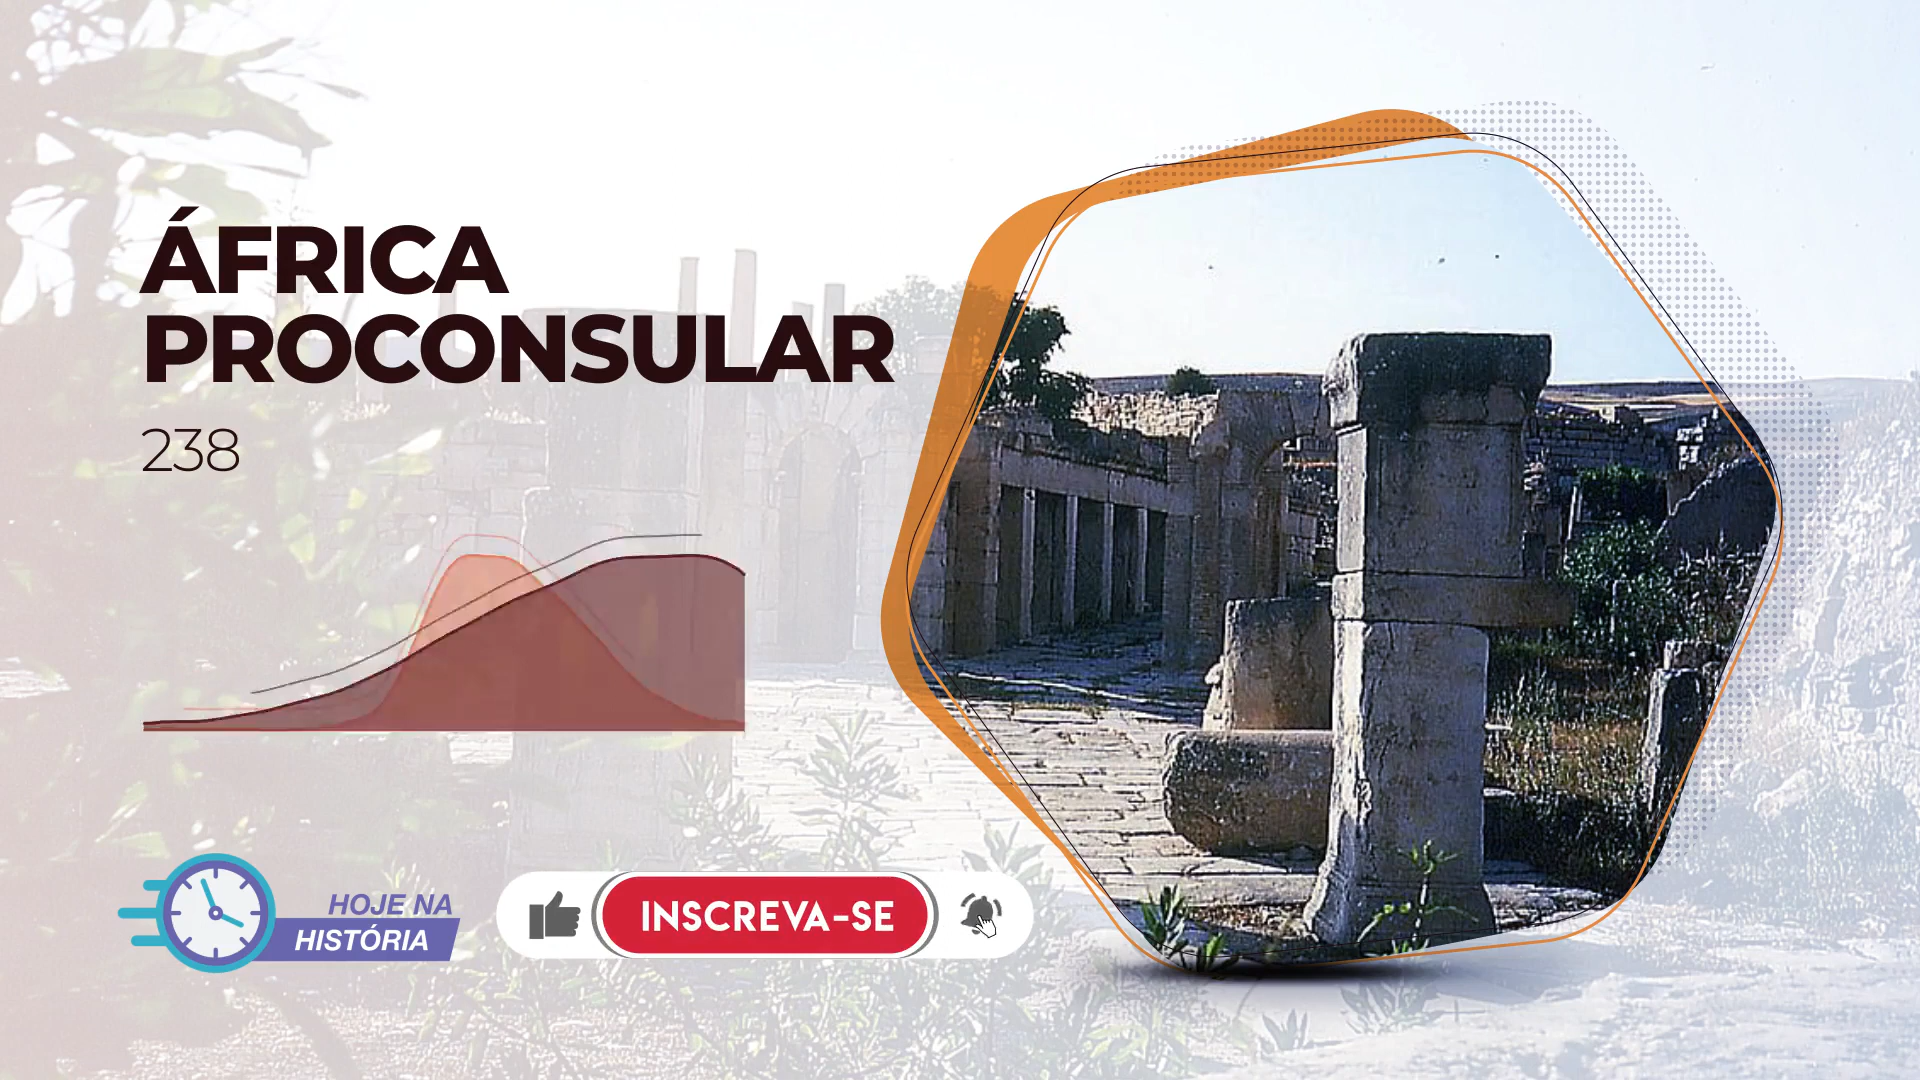 ÁFRICA
PROCONSULAR
238
HOJE NA
HISTÓRIA
INSCREVA-SE